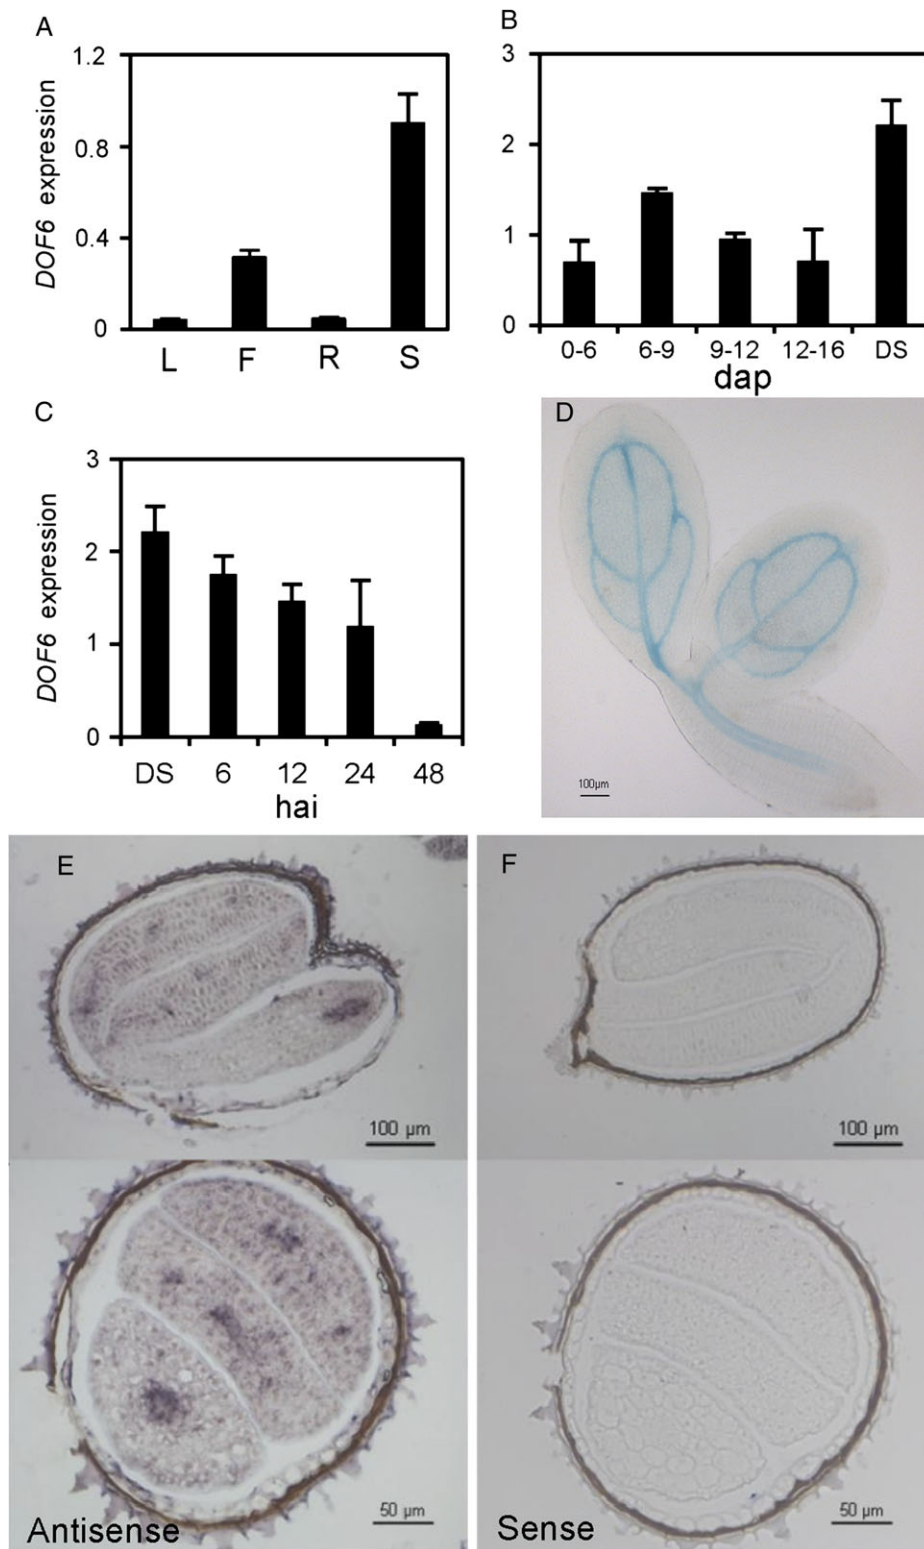 A
DOF6 expression
1.2
0.8
0.4
0
L F R S
B
3
2
1
0
0-6 6-9 9-12 12-16 DS
dap
C
DOF6 expression
3
2
1
0
DS 6 12 24 48
hai
D
100µm
E
100 µm
F
100 µm
50 µm
Antisense
50 µm
Sense